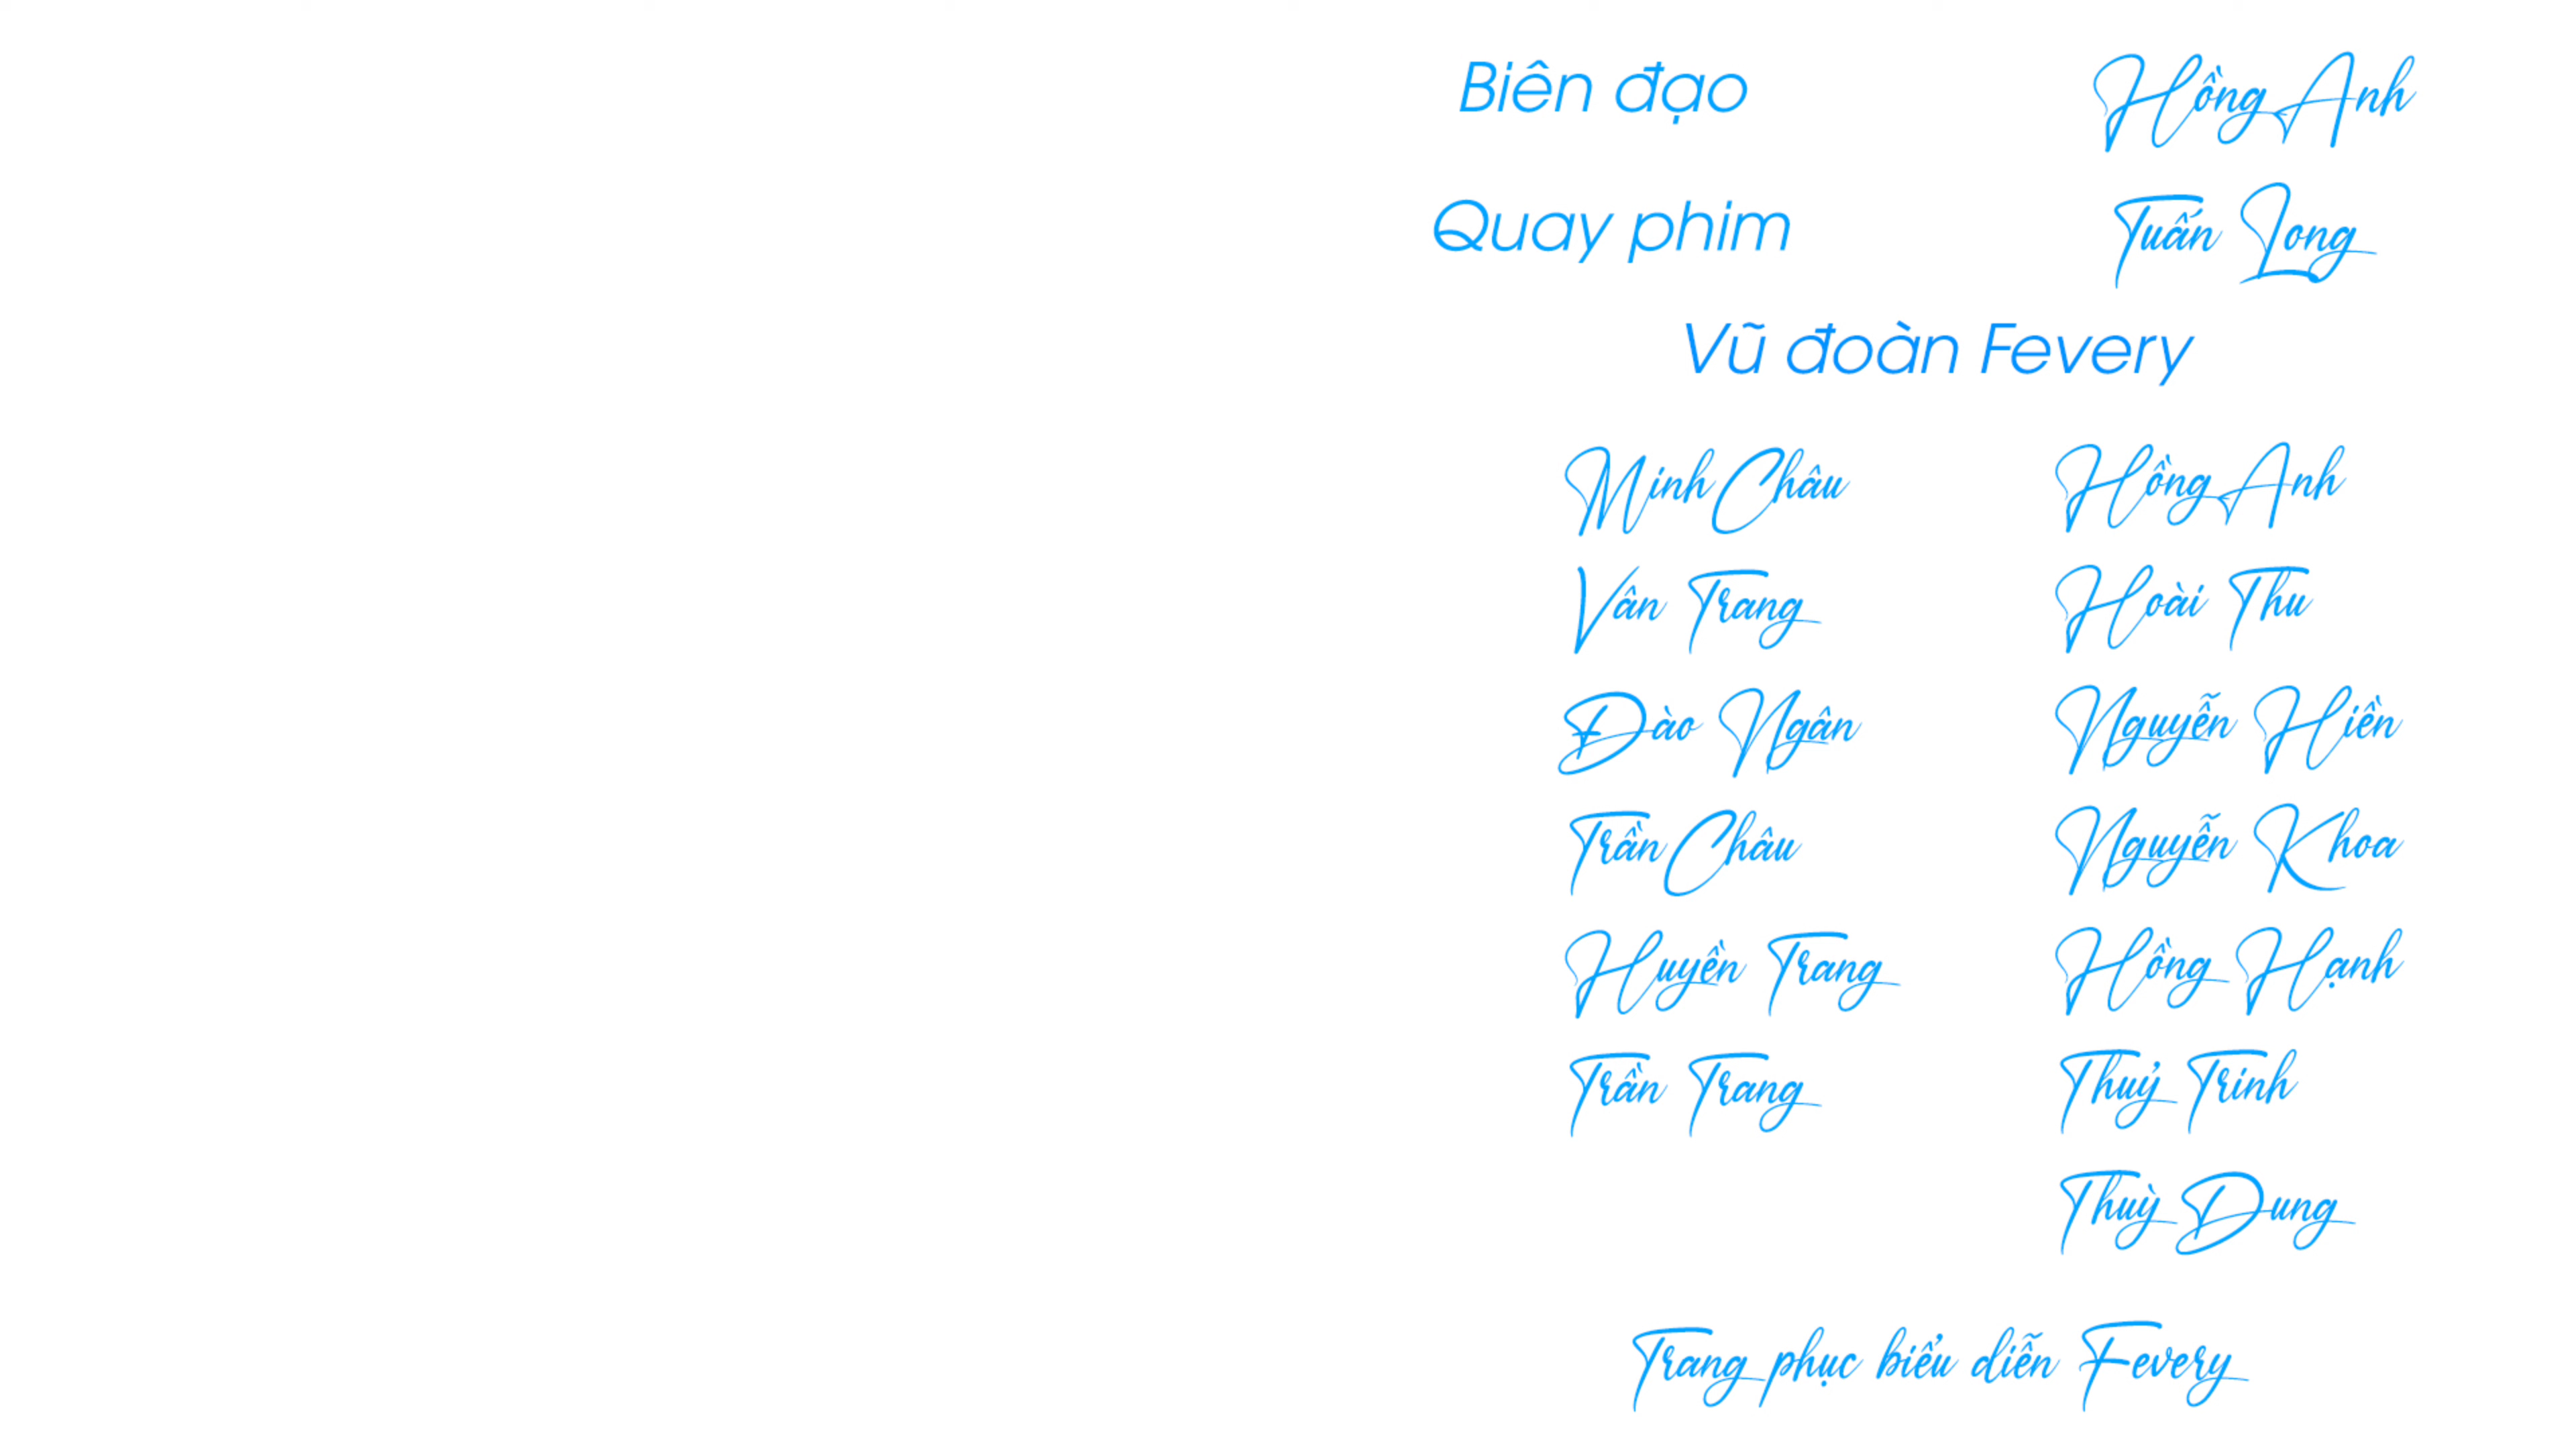 Biên đạo Hồng Anh
Quay phim Tuấn Long
Vũ đoàn Fevery
Minh Châu Hồng Anh
Vân Trang Hoài Thu
Đào Ngân Nguyễn Hiền
Trần Châu Nguyễn Khoa
Huyền Trang Hồng Hạnh
Trần Trang Thuỷ Trinh
Thuỳ Dung
Trang phục biểu diễn Fevery